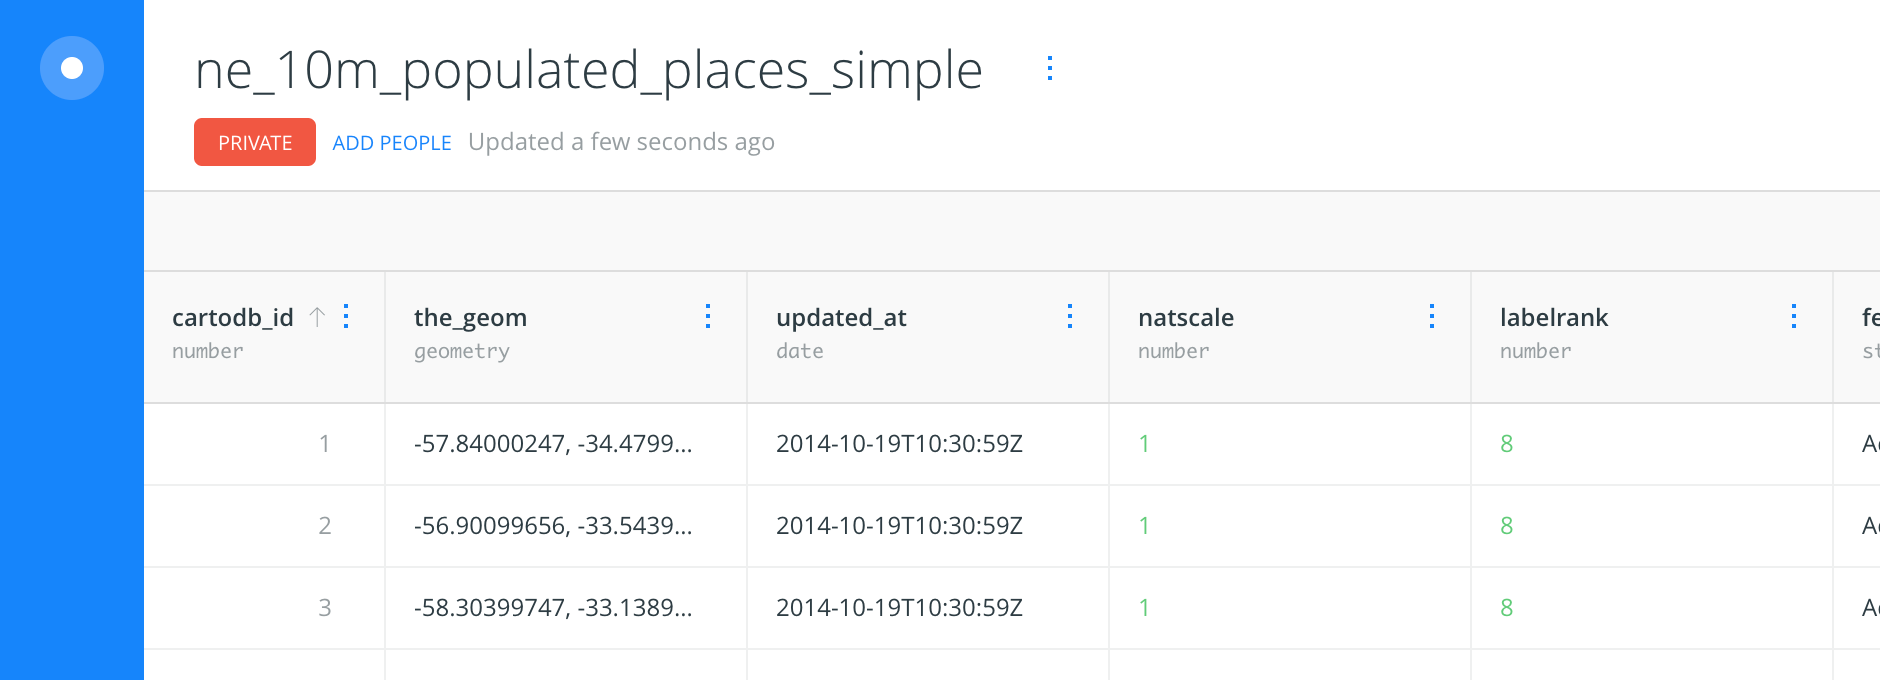 ne_10m_populated_places_simple
PRIVATE ADD PEOPLE Updated a few seconds ago
cartodb_id the_geom updated_at natscale labelrank
number geometry date number number
1 -57.84000247, -34.4799... 2014-10-19T10:30:59Z 1 8
2 -56.90099656, -33.5439... 2014-10-19T10:30:59Z 1 8
3 -58.30399747, -33.1389... 2014-10-19T10:30:59Z 1 8